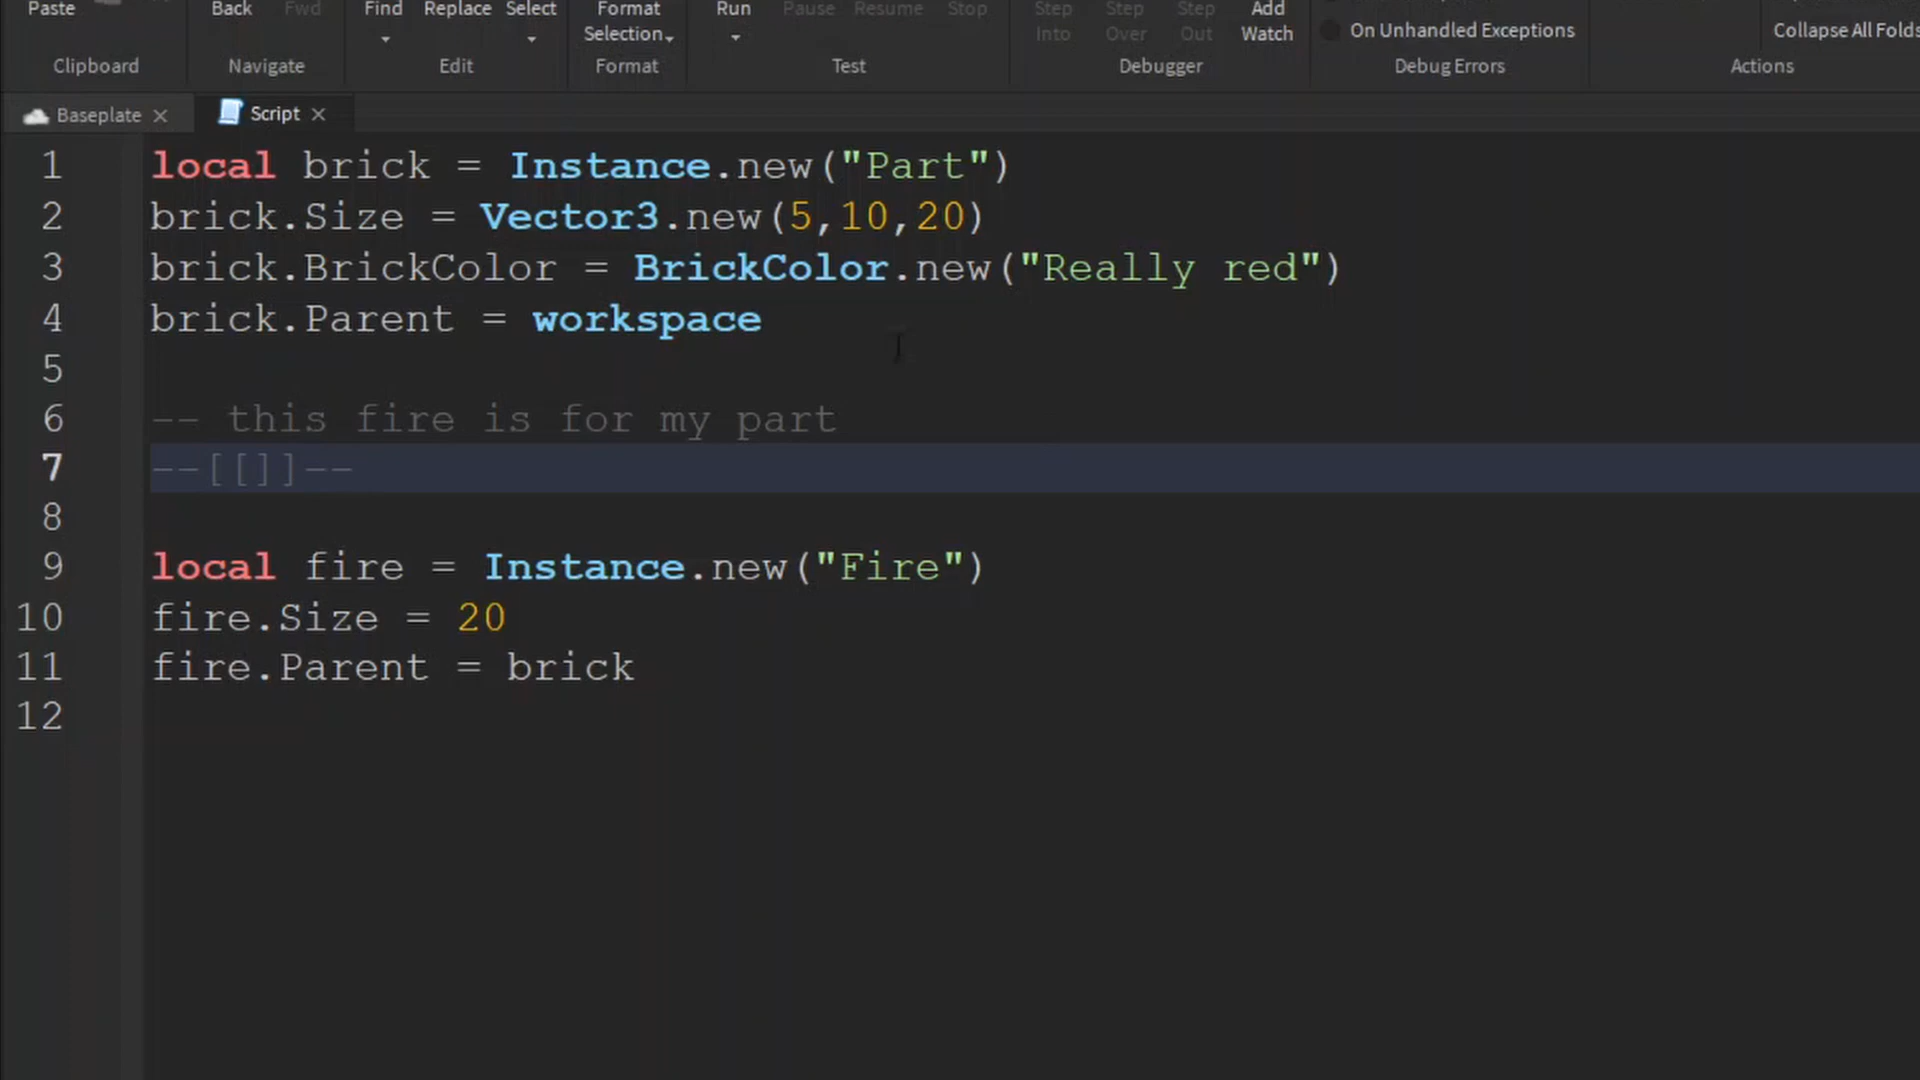 Paste Back Fwd Find Replace Select Format Run Pause Resume Stop Step Step Step Add
Selection Into Over Out Watch On Unhandled Exceptions Collapse All Folds
Clipboard Navigate Edit Format Test Debugger Debug Errors Actions
Baseplate Script
1 local brick = Instance.new("Part")
2 brick.Size = Vector3.new(5,10,20)
3 brick.BrickColor = BrickColor.new("Really red")
4 brick.Parent = workspace
5
6 -- this fire is for my part
7 --[[]]--
8
9 local fire = Instance.new("Fire")
10 fire.Size = 20
11 fire.Parent = brick
12